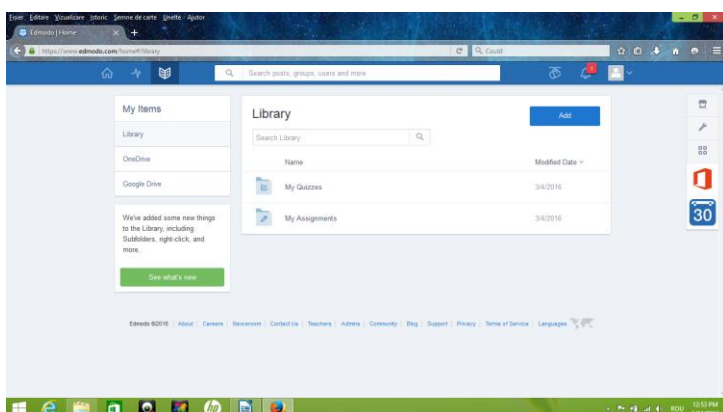 Fișier Editare Vizualizare Istoric Semne de carte Unelte Ajutor
Edmodo | Home
https://www.edmodo.com/home#/library
Caută
Search posts, groups, users and more
1
My Items
Library
OneDrive
Google Drive
We've added some new things
to the Library, including
Subfolders, right-click, and
more.
See what's new
Library
Add
Search Library
Name
Modified Date
My Quizzes
3/4/2016
My Assignments
3/4/2016
30
Edmodo ©2016 | About | Careers | Newsroom | Contact Us | Teachers | Admins | Community | Blog | Support | Privacy | Terms of Service | Languages
hp
ROU
12:53 PM